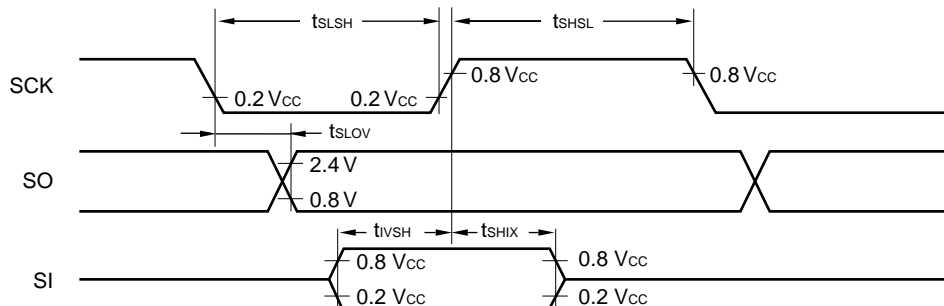 tSLSH
tSHSL
SCK
0.8 VCC
0.8 VCC
0.2 VCC
0.2 VCC
tSLOV
SO
2.4 V
0.8 V
tIVSH
tSHIX
SI
0.8 VCC
0.8 VCC
0.2 VCC
0.2 VCC